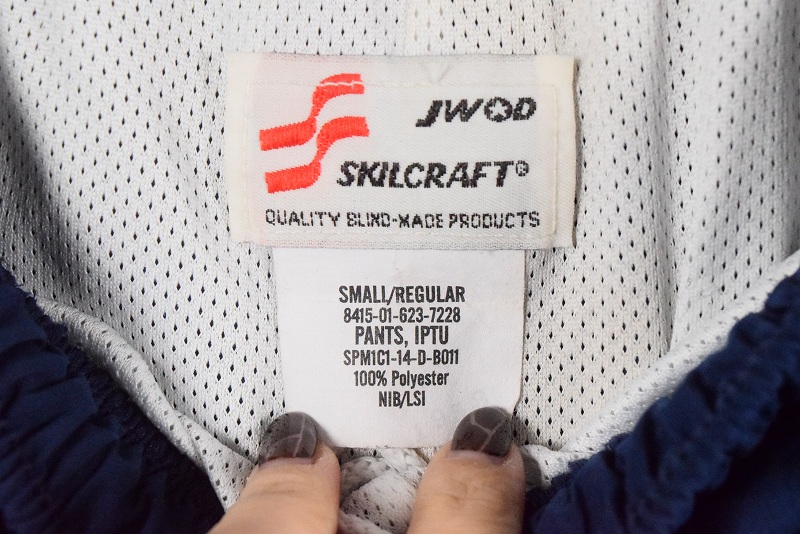 JWOD
SKILCRAFT®
QUALITY BLIND-MADE PRODUCTS
SMALL/REGULAR
8415-01-623-7228
PANTS, IPTU
SPM1C1-14-D-B011
100% Polyester
NIB/LSI